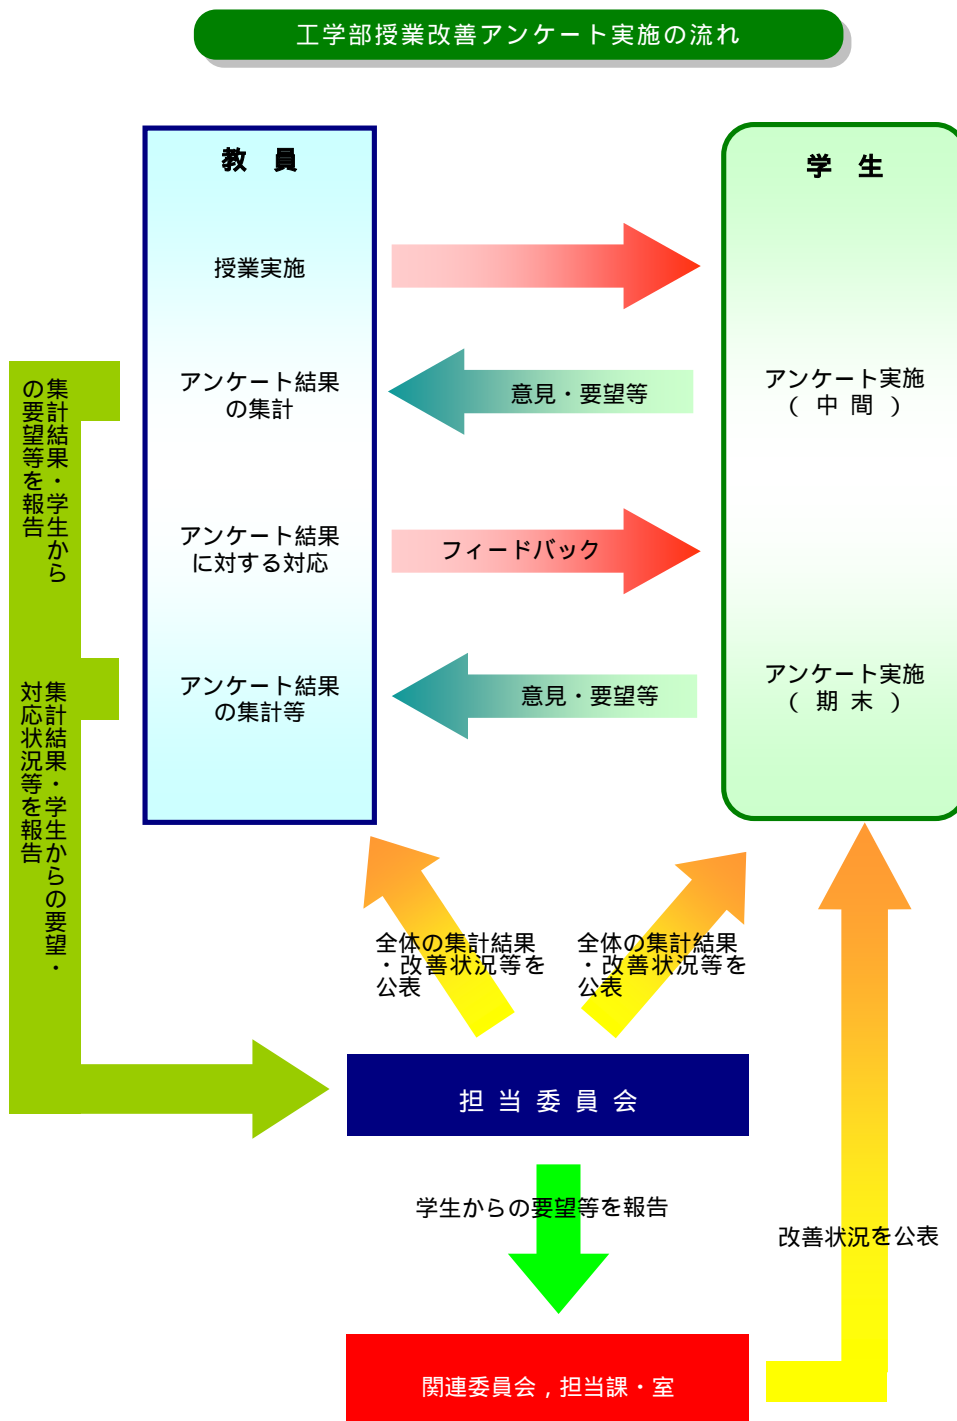 工学部授業改善アンケート実施の流れ
教　員
学　生
授業実施
アンケート結果
の集計
意見・要望等
アンケート実施
（ 中 間 ）
集計結果・学生から
の要望等を報告
アンケート結果
に対する対応
フィードバック
アンケート結果
の集計等
意見・要望等
アンケート実施
（ 期 末 ）
集計結果・学生からの要望・
対応状況等を報告
全体の集計結果
・改善状況等を
公表
全体の集計結果
・改善状況等を
公表
担 当 委 員 会
学生からの要望等を報告
改善状況を公表
関連委員会，担当課・室